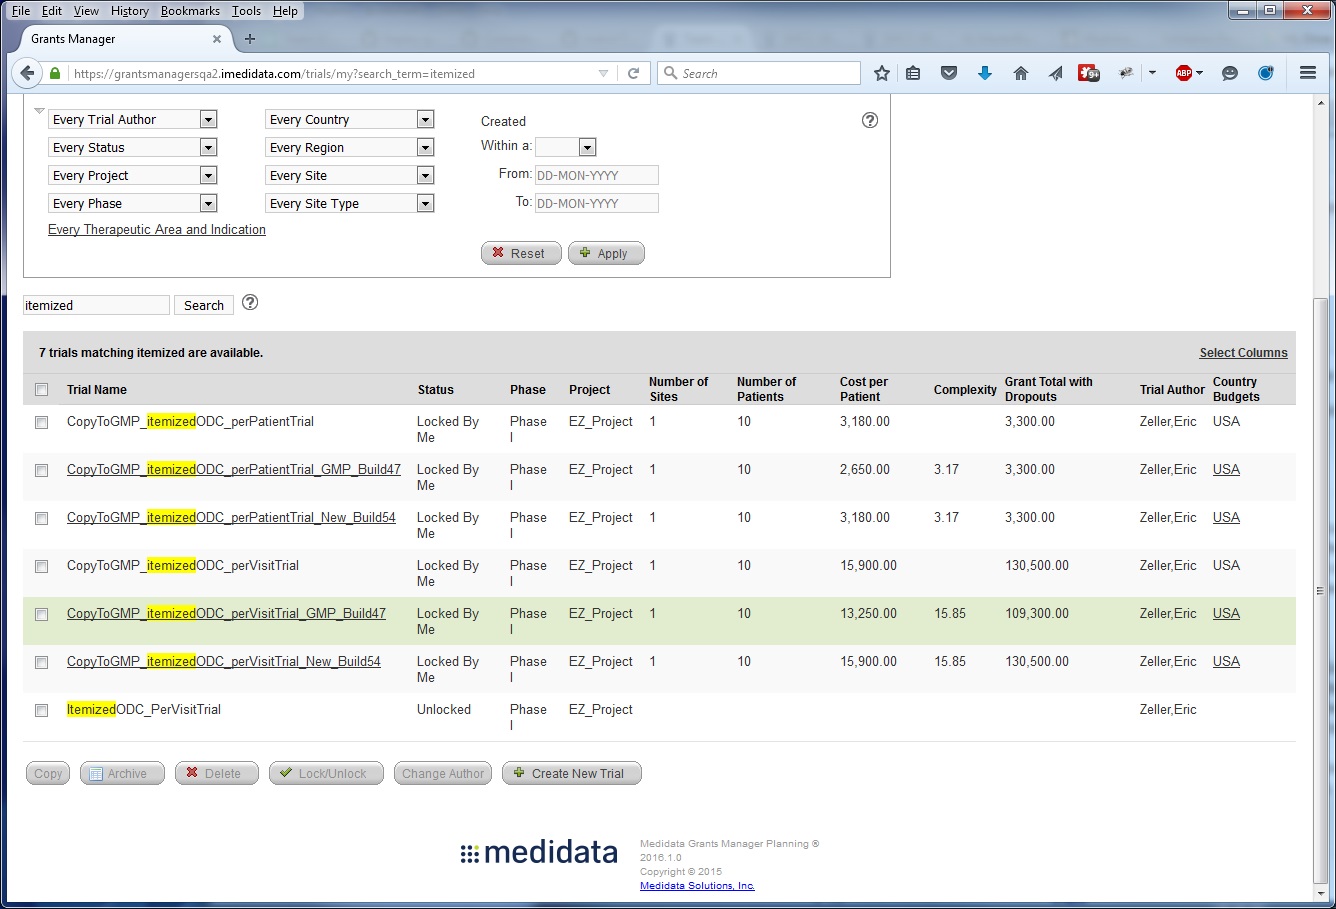 File Edit View History Bookmarks Tools Help
Grants Manager
https://grantsmanagersqa2.imedidata.com/trials/my?search_term=itemized
Search
9+
ABP
Every Trial Author Every Country Created
Every Status Every Region Within a:
Every Project Every Site From: DD-MON-YYYY
Every Phase Every Site Type To: DD-MON-YYYY
Every Therapeutic Area and Indication
Reset Apply
itemized Search ?
7 trials matching itemized are available. Select Columns
Trial Name Status Phase Project Number of Sites Number of Patients Cost per Patient Complexity Grant Total with Dropouts Trial Author Country Budgets
CopyToGMP_itemizedODC_perPatientTrial Locked By Me Phase I EZ_Project 1 10 3,180.00 3,300.00 Zeller,Eric USA
CopyToGMP_itemizedODC_perPatientTrial_GMP_Build47 Locked By Me Phase I EZ_Project 1 10 2,650.00 3.17 3,300.00 Zeller,Eric USA
CopyToGMP_itemizedODC_perPatientTrial_New_Build54 Locked By Me Phase I EZ_Project 1 10 3,180.00 3.17 3,300.00 Zeller,Eric USA
CopyToGMP_itemizedODC_perVisitTrial Locked By Me Phase I EZ_Project 1 10 15,900.00 130,500.00 Zeller,Eric USA
CopyToGMP_itemizedODC_perVisitTrial_GMP_Build47 Locked By Me Phase I EZ_Project 1 10 13,250.00 15.85 109,300.00 Zeller,Eric USA
CopyToGMP_itemizedODC_perVisitTrial_New_Build54 Locked By Me Phase I EZ_Project 1 10 15,900.00 15.85 130,500.00 Zeller,Eric USA
ItemizedODC_PerVisitTrial Unlocked Phase I EZ_Project Zeller,Eric
Copy Archive Delete Lock/Unlock Change Author Create New Trial
medidata
Medidata Grants Manager Planning ®
2016.1.0
Copyright © 2015
Medidata Solutions, Inc.